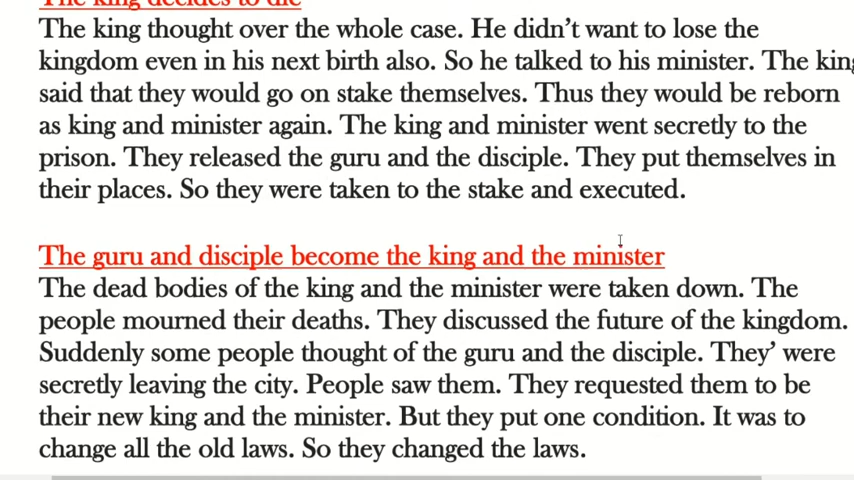 The king decides to die
The king thought over the whole case. He didn’t want to lose the
kingdom even in his next birth also. So he talked to his minister. The king
said that they would go on stake themselves. Thus they would be reborn
as king and minister again. The king and minister went secretly to the
prison. They released the guru and the disciple. They put themselves in
their places. So they were taken to the stake and executed.
The guru and disciple become the king and the minister
The dead bodies of the king and the minister were taken down. The
people mourned their deaths. They discussed the future of the kingdom.
Suddenly some people thought of the guru and the disciple. They’ were
secretly leaving the city. People saw them. They requested them to be
their new king and the minister. But they put one condition. It was to
change all the old laws. So they changed the laws.